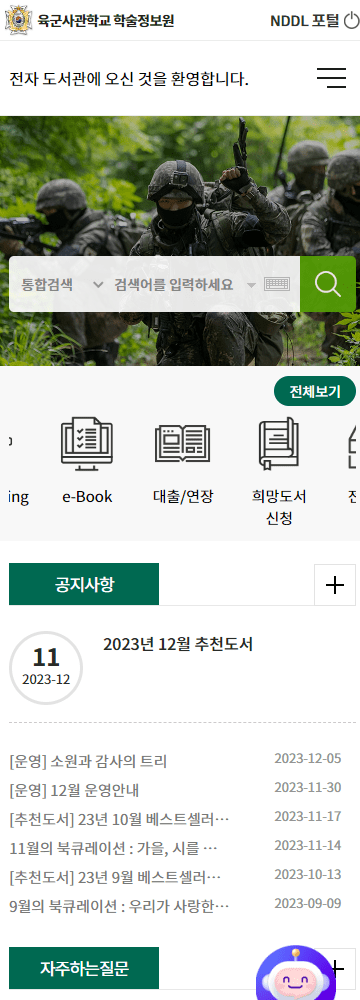 육군사관학교 학술정보원
NDDL 포털
전자 도서관에 오신 것을 환영합니다.
통합검색
검색어를 입력하세요
전체보기
ing
e-Book
대출/연장
희망도서
신청
공지사항
11
2023-12
2023년 12월 추천도서
[운영] 소원과 감사의 트리 2023-12-05
[운영] 12월 운영안내 2023-11-30
[추천도서] 23년 10월 베스트셀러… 2023-11-17
11월의 북큐레이션 : 가을, 시를 … 2023-11-14
[추천도서] 23년 9월 베스트셀러… 2023-10-13
9월의 북큐레이션 : 우리가 사랑한… 2023-09-09
자주하는질문